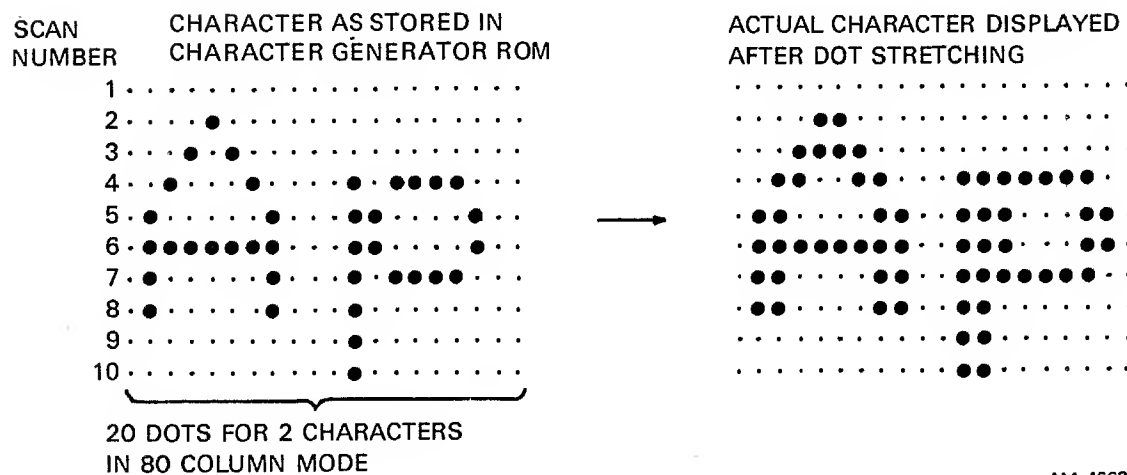 SCAN NUMBER
CHARACTER AS STORED IN
CHARACTER GENERATOR ROM
ACTUAL CHARACTER DISPLAYED
AFTER DOT STRETCHING
1
2
3
4
5
6
7
8
9
10
20 DOTS FOR 2 CHARACTERS
IN 80 COLUMN MODE